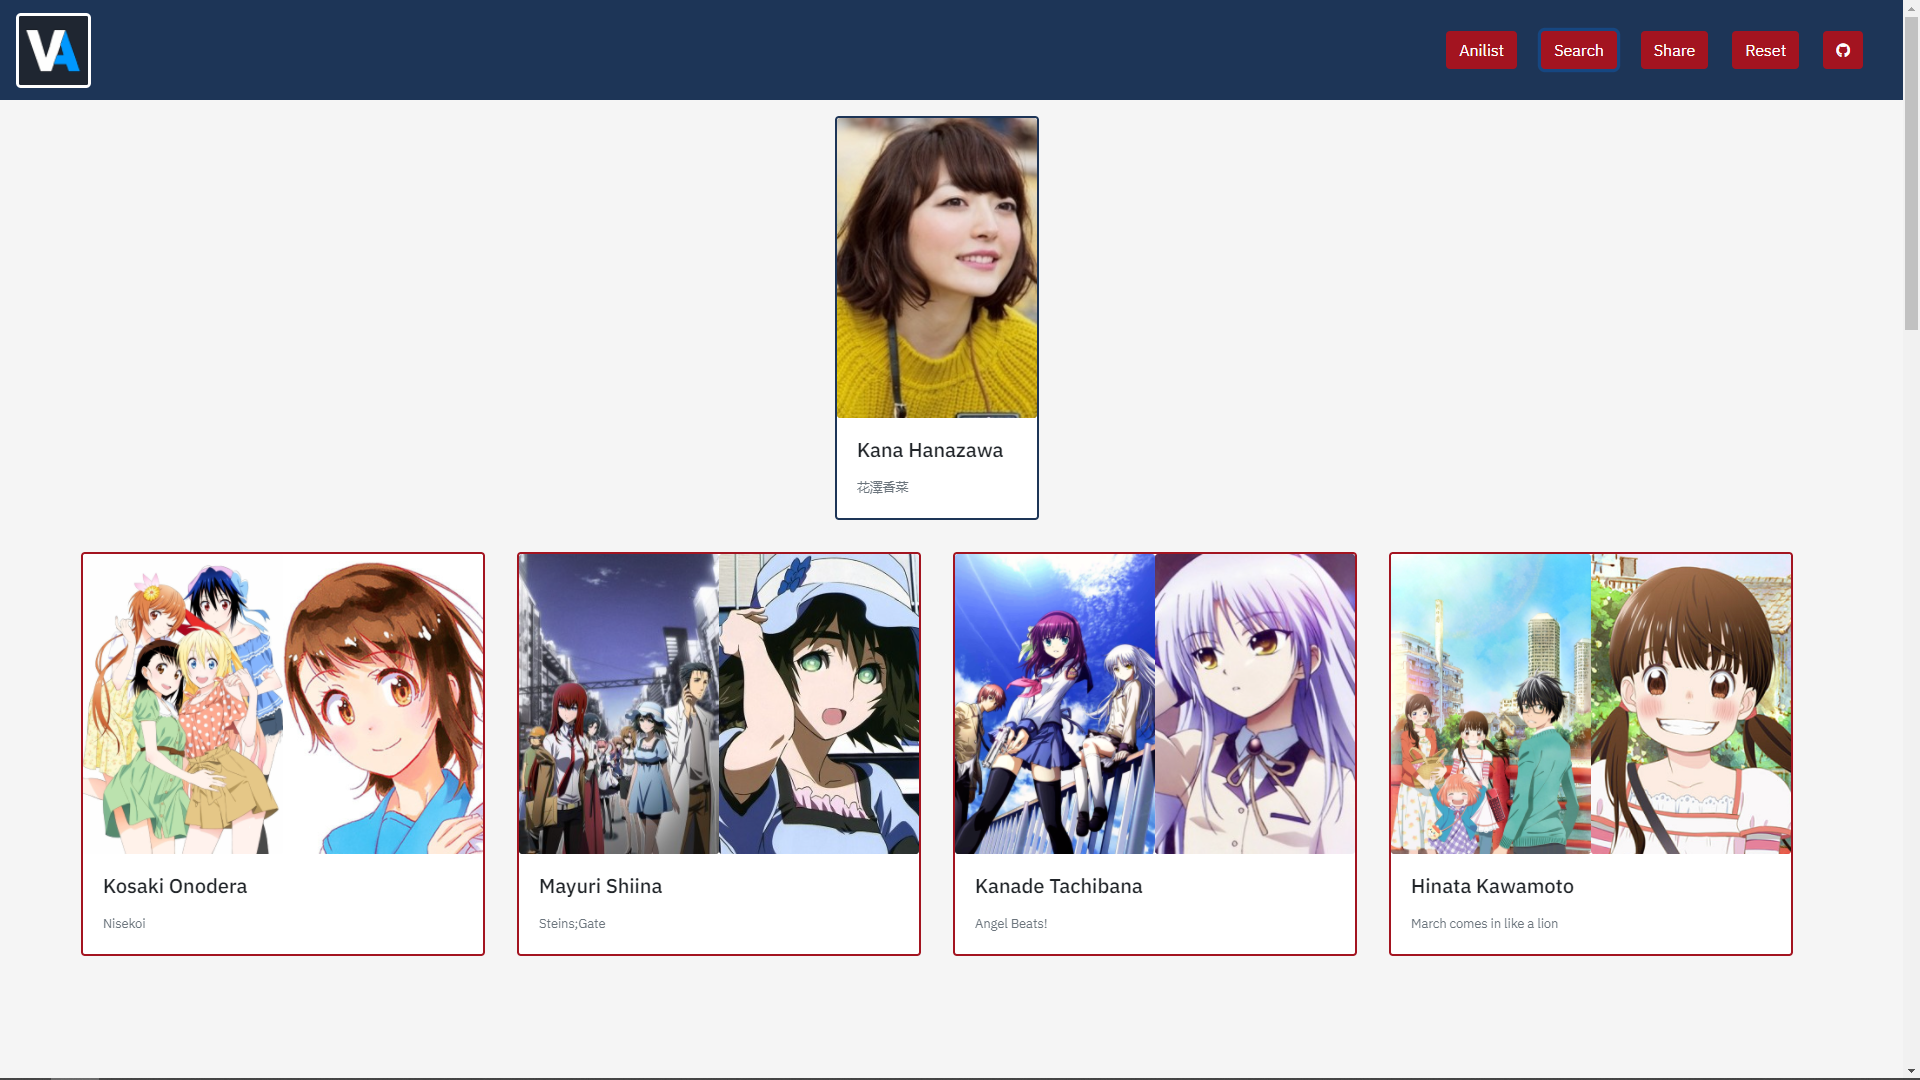 VA
Anilist
Search
Share
Reset
Kana Hanazawa
花澤香菜
Kosaki Onodera
Nisekoi
Mayuri Shiina
Steins;Gate
Kanade Tachibana
Angel Beats!
Hinata Kawamoto
March comes in like a lion